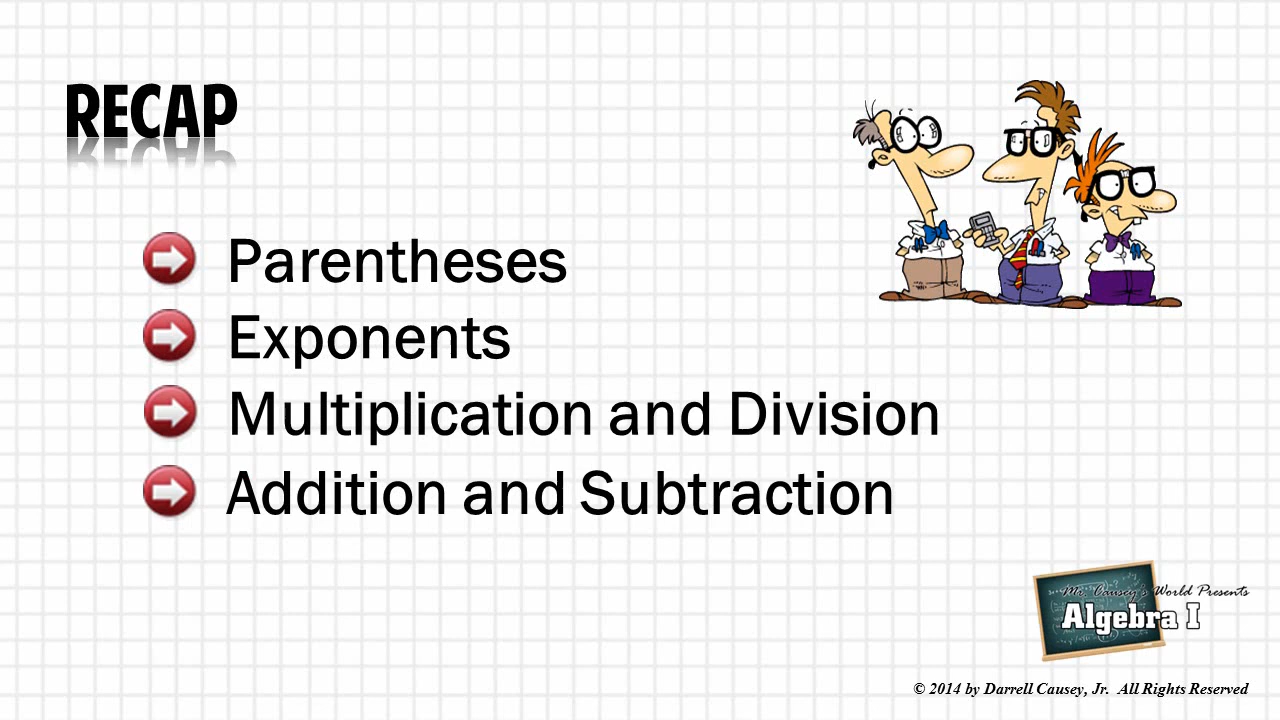 RECAP
Parentheses
Exponents
Multiplication and Division
Addition and Subtraction
Mr. Causey's World Presents
Algebra I
© 2014 by Darrell Causey, Jr. All Rights Reserved